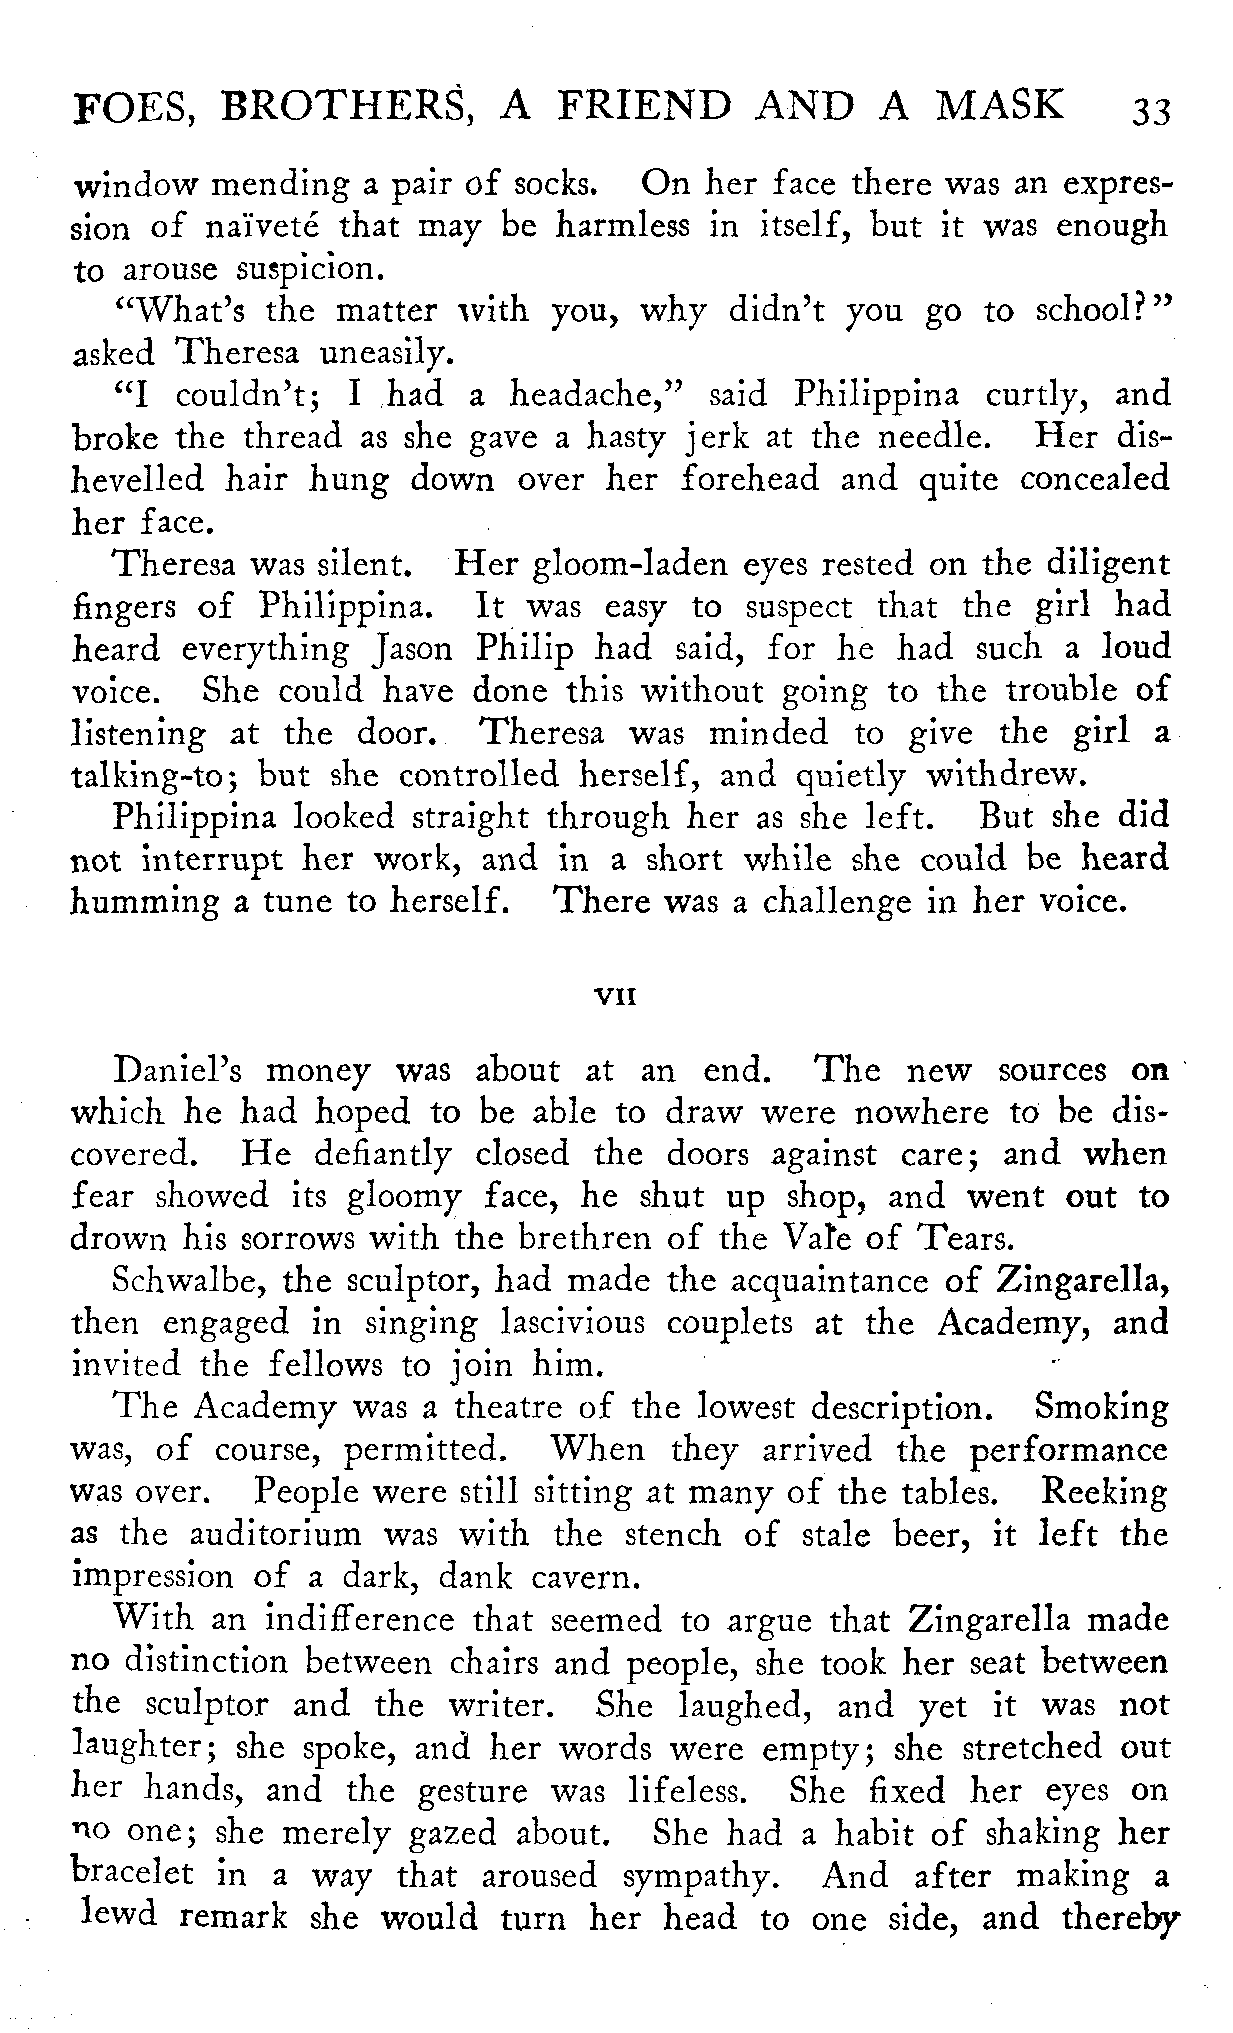 FOES, BROTHERS, A FRIEND AND A MASK 33
window mending a pair of socks. On her face there was an expres-
sion of naïveté that may be harmless in itself, but it was enough
to arouse suspicion.
“What’s the matter with you, why didn’t you go to school?”
asked Theresa uneasily.
“I couldn’t; I had a headache,” said Philippina curtly, and
broke the thread as she gave a hasty jerk at the needle. Her dis-
hevelled hair hung down over her forehead and quite concealed
her face.
Theresa was silent. Her gloom-laden eyes rested on the diligent
fingers of Philippina. It was easy to suspect that the girl had
heard everything Jason Philip had said, for he had such a loud
voice. She could have done this without going to the trouble of
listening at the door. Theresa was minded to give the girl a
talking-to; but she controlled herself, and quietly withdrew.
Philippina looked straight through her as she left. But she did
not interrupt her work, and in a short while she could be heard
humming a tune to herself. There was a challenge in her voice.
VII
Daniel’s money was about at an end. The new sources on
which he had hoped to be able to draw were nowhere to be dis-
covered. He defiantly closed the doors against care; and when
fear showed its gloomy face, he shut up shop, and went out to
drown his sorrows with the brethren of the Vale of Tears.
Schwalbe, the sculptor, had made the acquaintance of Zingarella,
then engaged in singing lascivious couplets at the Academy, and
invited the fellows to join him.
The Academy was a theatre of the lowest description. Smoking
was, of course, permitted. When they arrived the performance
was over. People were still sitting at many of the tables. Reeking
as the auditorium was with the stench of stale beer, it left the
impression of a dark, dank cavern.
With an indifference that seemed to argue that Zingarella made
no distinction between chairs and people, she took her seat between
the sculptor and the writer. She laughed, and yet it was not
laughter; she spoke, and her words were empty; she stretched out
her hands, and the gesture was lifeless. She fixed her eyes on
no one; she merely gazed about. She had a habit of shaking her
bracelet in a way that aroused sympathy. And after making a
lewd remark she would turn her head to one side, and thereby